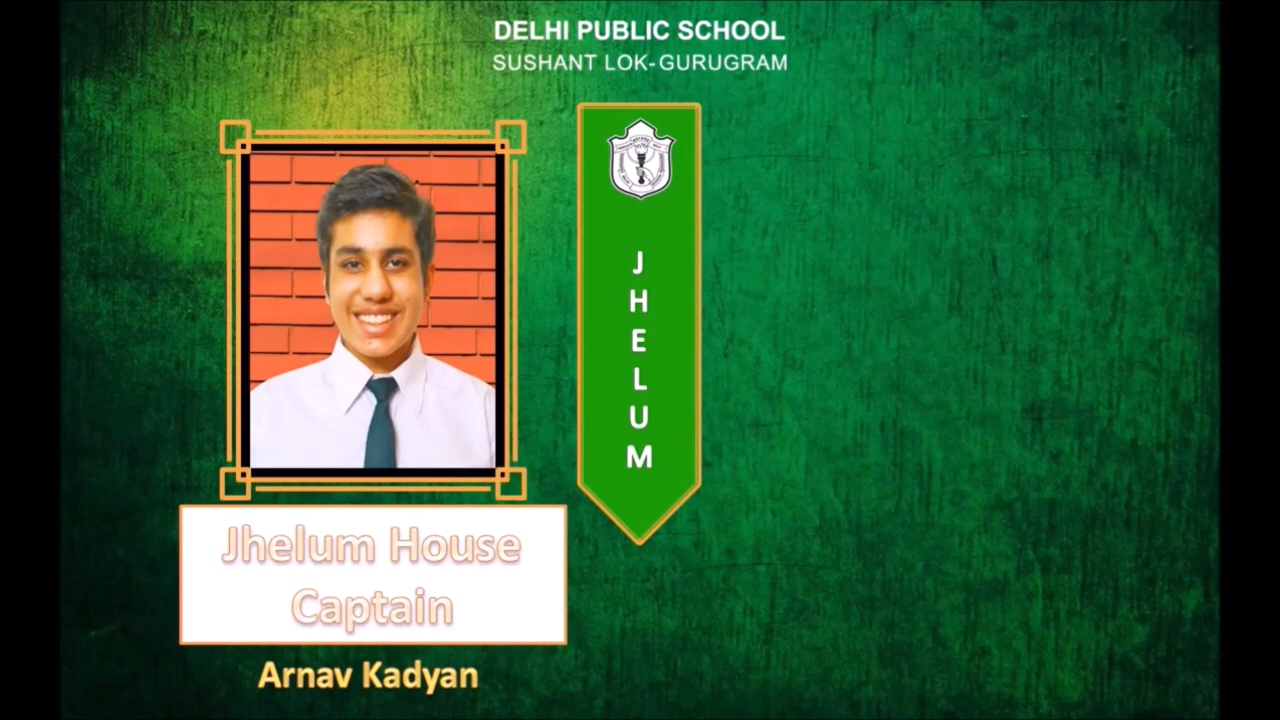 DELHI PUBLIC SCHOOL
SUSHANT LOK-GURUGRAM
J
H
E
L
U
M
Jhelum House
Captain
Arnav Kadyan